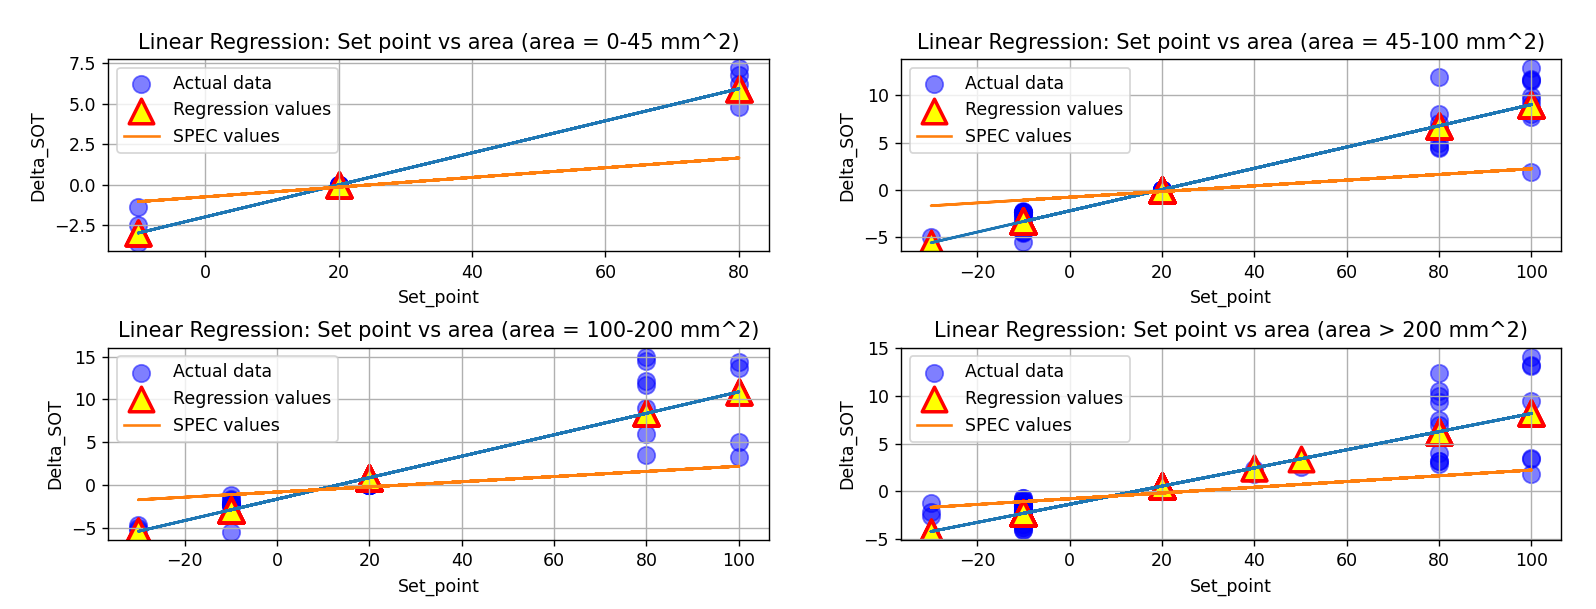 Linear Regression: Set point vs area (area = 0-45 mm^2)
7.5
5.0
2.5
0.0
−2.5
Delta_SOT
Actual data
Regression values
SPEC values
0
20
40
60
80
Set_point
Linear Regression: Set point vs area (area = 45-100 mm^2)
10
5
0
−5
Delta_SOT
Actual data
Regression values
SPEC values
−20
0
20
40
60
80
100
Set_point
Linear Regression: Set point vs area (area = 100-200 mm^2)
15
10
5
0
−5
Delta_SOT
Actual data
Regression values
SPEC values
−20
0
20
40
60
80
100
Set_point
Linear Regression: Set point vs area (area > 200 mm^2)
15
10
5
0
−5
Delta_SOT
Actual data
Regression values
SPEC values
−20
0
20
40
60
80
100
Set_point